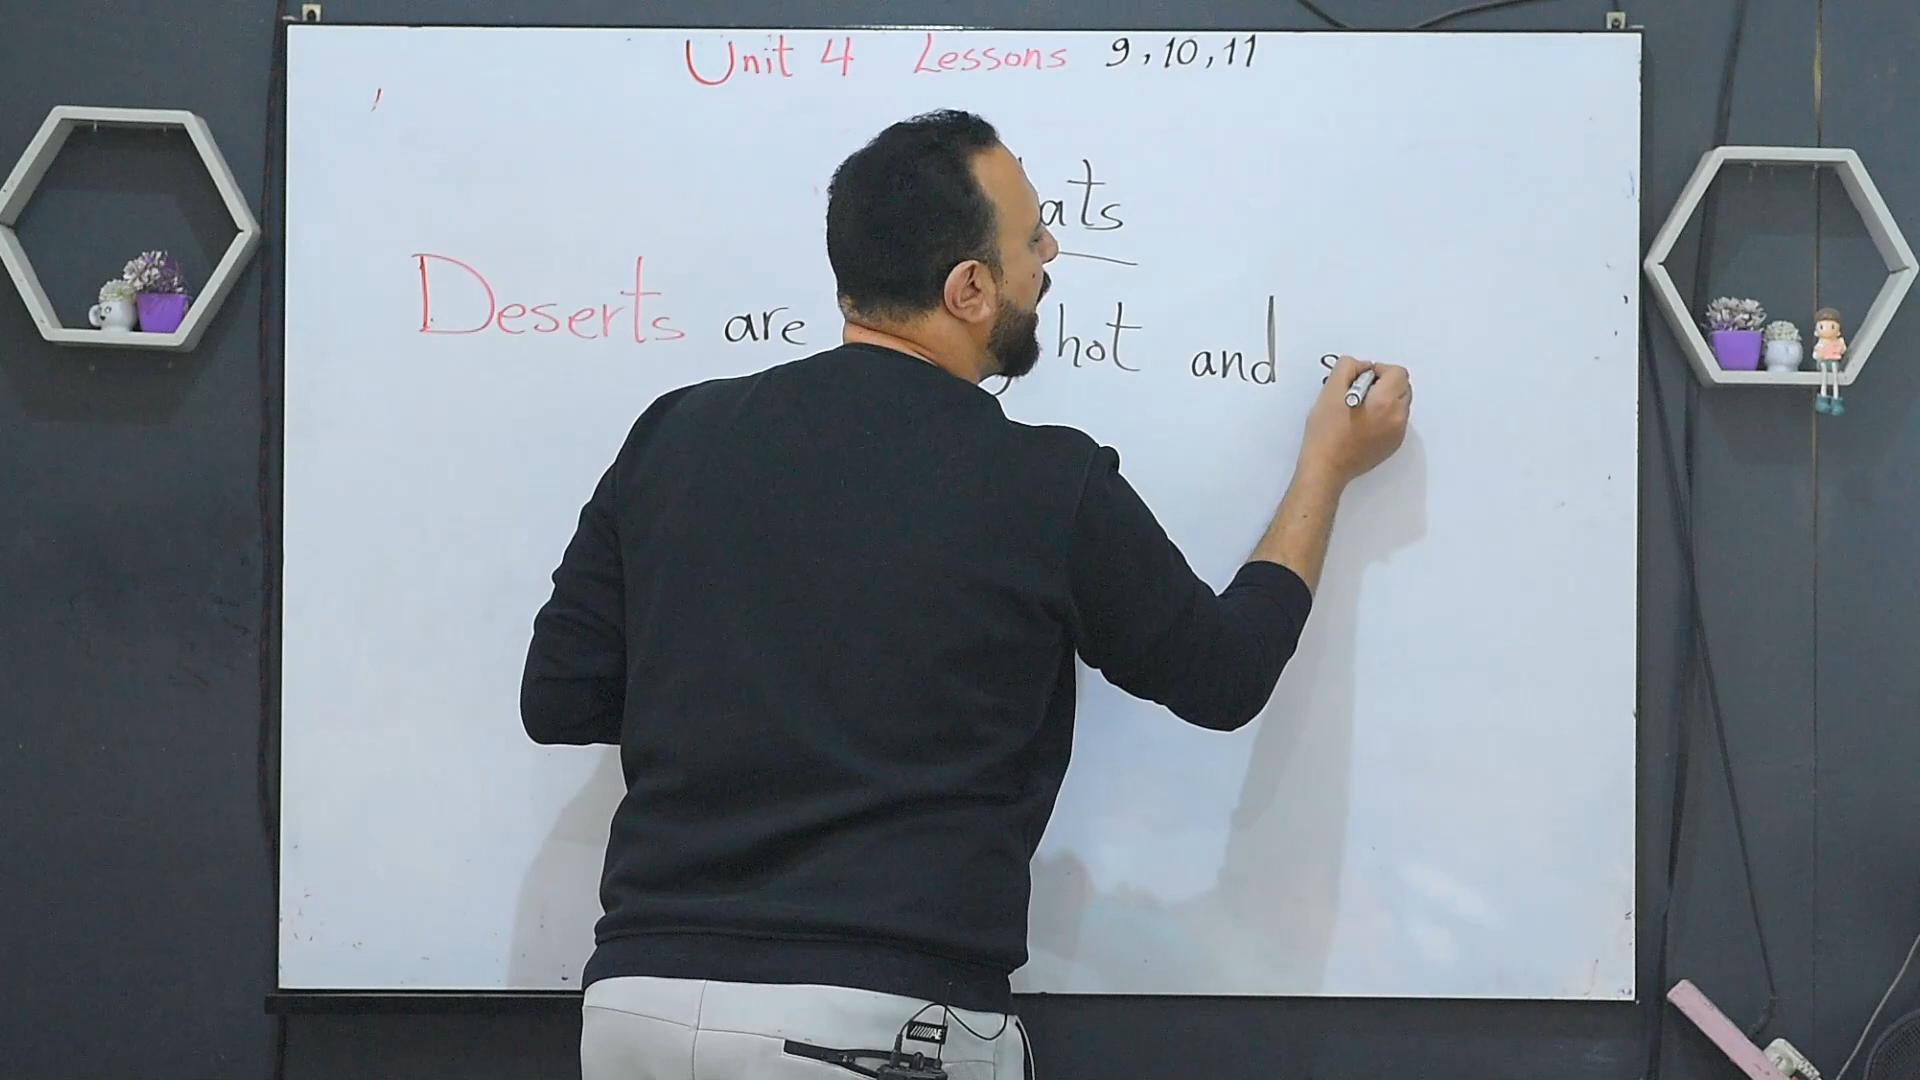 Unit 4 Lessons 9,10,11
Deserts are hot and